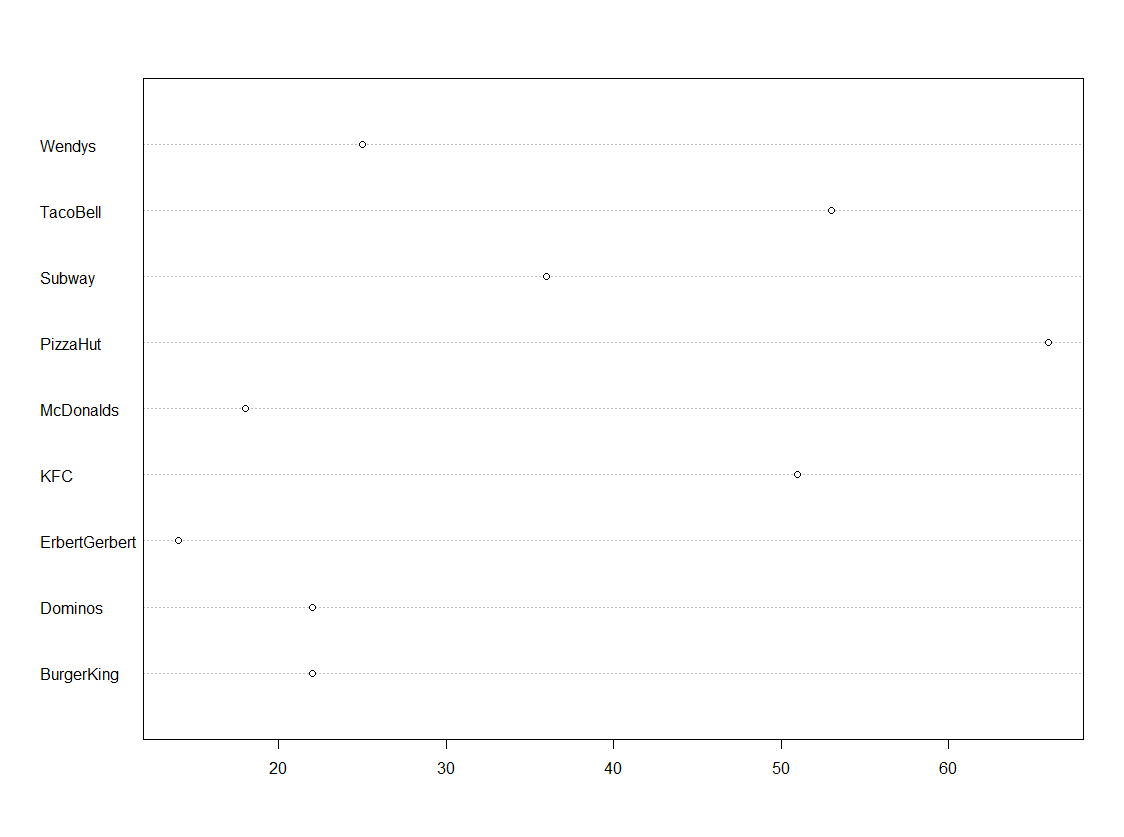 Wendys
TacoBell
Subway
PizzaHut
McDonalds
KFC
ErbertGerbert
Dominos
BurgerKing
20 30 40 50 60